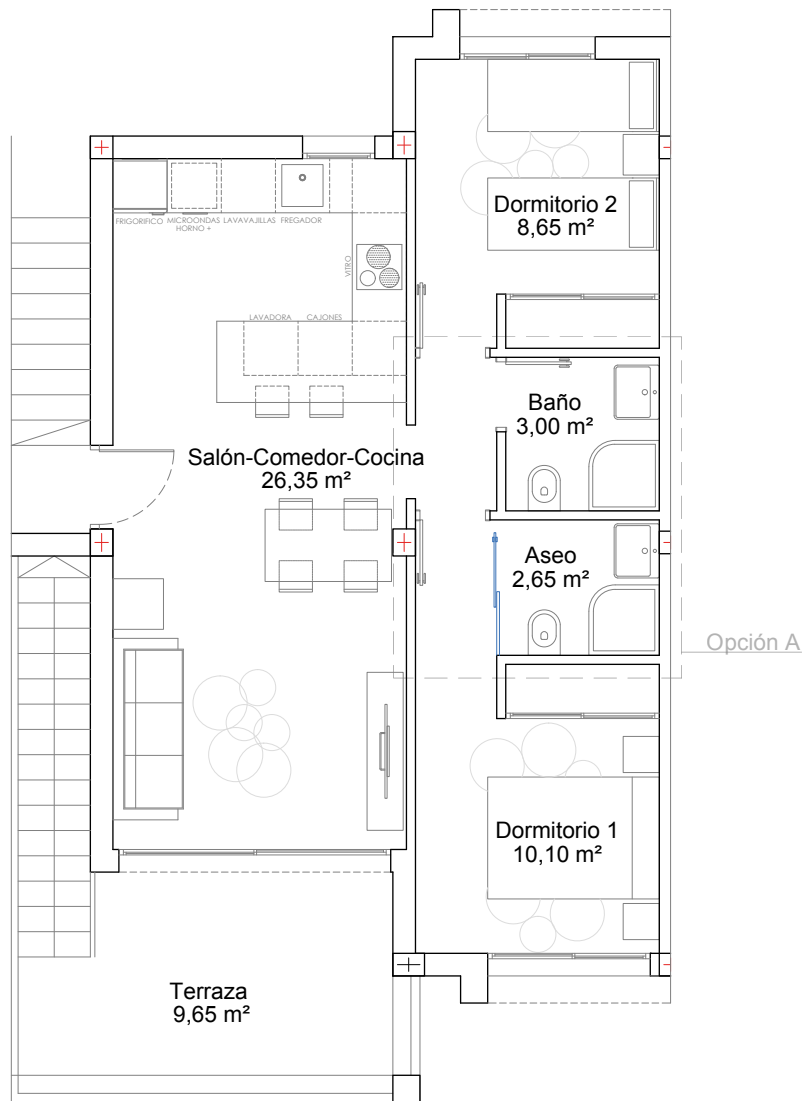 Dormitorio 2
8,65 m²
FRIGORIFICO MICROONDAS LAVAVAJILLAS FREGADOR
HORNO +
VITRO
LAVADORA CAJONES
Baño
3,00 m²
Salón-Comedor-Cocina
26,35 m²
Aseo
2,65 m²
Opción A
Dormitorio 1
10,10 m²
Terraza
9,65 m²